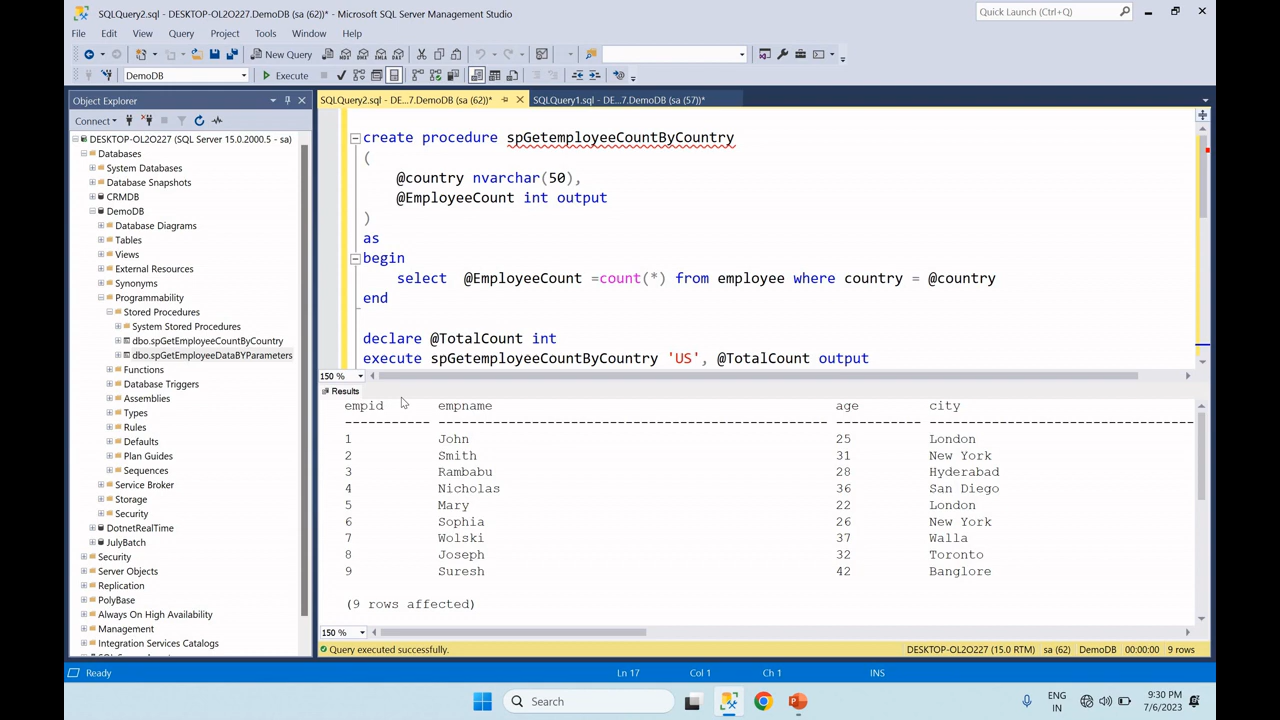 SQLQuery2.sql - DESKTOP-OL2O227.DemoDB (sa (62))* - Microsoft SQL Server Management Studio
Quick Launch (Ctrl+Q)
File Edit View Query Project Tools Window Help
New Query
DemoDB Execute
Object Explorer
SQLQuery2.sql - DE...7.DemoDB (sa (62))* SQLQuery1.sql - DE...7.DemoDB (sa (57))*
Connect
DESKTOP-OL2O227 (SQL Server 15.0.2000.5 - sa)
Databases
System Databases
Database Snapshots
CRMDB
DemoDB
Database Diagrams
Tables
Views
External Resources
Synonyms
Programmability
Stored Procedures
System Stored Procedures
dbo.spGetEmployeeCountByCountry
dbo.spGetEmployeeDataBYParameters
Functions
Database Triggers
Assemblies
Types
Rules
Defaults
Plan Guides
Sequences
Service Broker
Storage
Security
DotnetRealTime
JulyBatch
Security
Server Objects
Replication
PolyBase
Always On High Availability
Management
Integration Services Catalogs
create procedure spGetemployeeCountByCountry
(
@country nvarchar(50),
@EmployeeCount int output
)
as
begin
select @EmployeeCount =count(*) from employee where country = @country
end
declare @TotalCount int
execute spGetemployeeCountByCountry 'US', @TotalCount output
150 %
Results
empid empname age city
----------- -------------------------------------------------- ----------- ----------------------------------
1 John 25 London
2 Smith 31 New York
3 Rambabu 28 Hyderabad
4 Nicholas 36 San Diego
5 Mary 22 London
6 Sophia 26 New York
7 Wolski 37 Walla
8 Joseph 32 Toronto
9 Suresh 42 Banglore
(9 rows affected)
150 %
Query executed successfully. DESKTOP-OL2O227 (15.0 RTM) sa (62) DemoDB 00:00:00 9 rows
Ready Ln 17 Col 1 Ch 1 INS
Search
ENG
IN
9:30 PM
7/6/2023